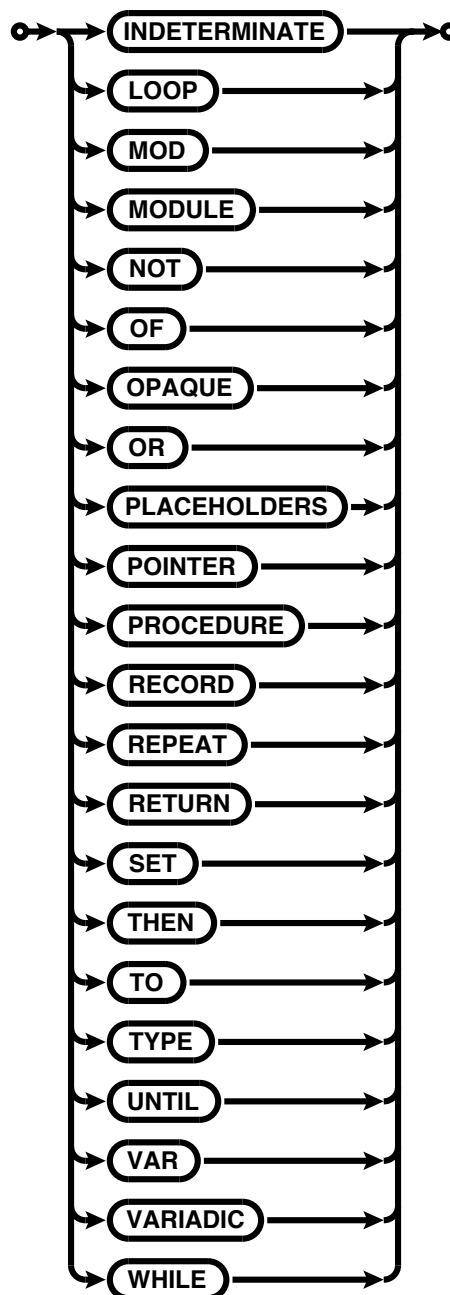 INDETERMINATE
LOOP
MOD
MODULE
NOT
OF
OPAQUE
OR
PLACEHOLDERS
POINTER
PROCEDURE
RECORD
REPEAT
RETURN
SET
THEN
TO
TYPE
UNTIL
VAR
VARIADIC
WHILE